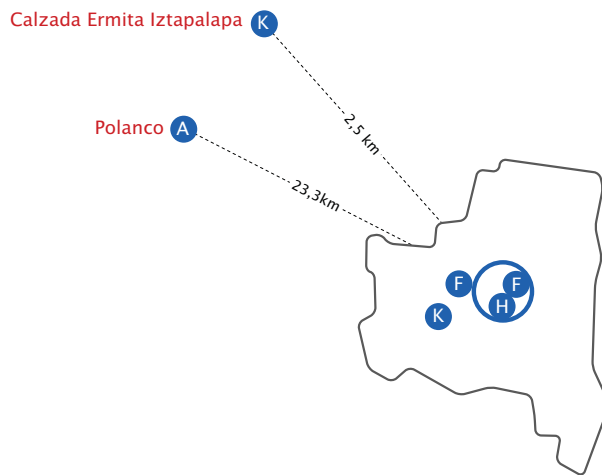 Calzada Ermita Iztapalapa K
2,5 km
Polanco A
23,3km
F F
H
K